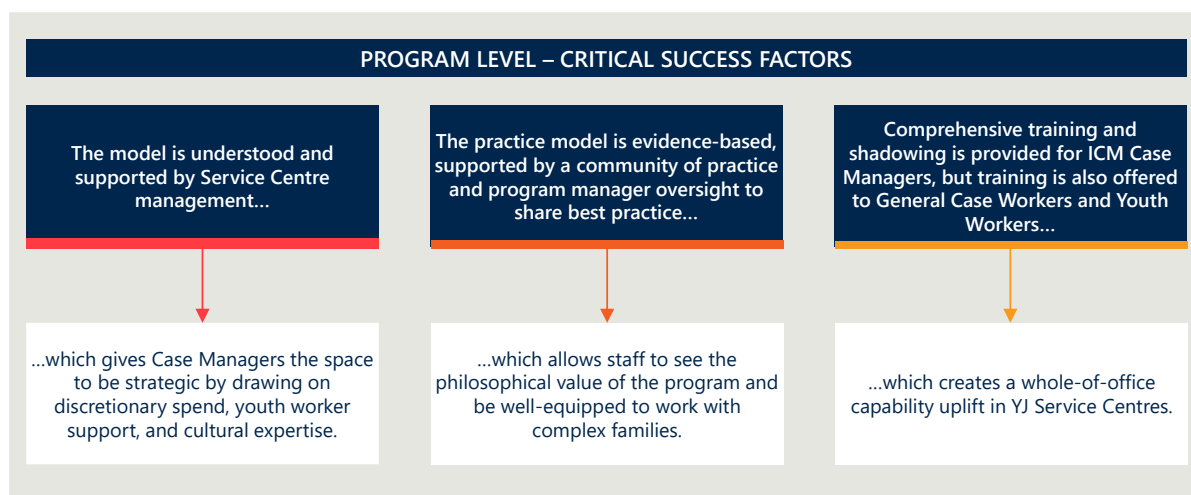 PROGRAM LEVEL – CRITICAL SUCCESS FACTORS
The model is understood and
supported by Service Centre
management...
...which gives Case Managers the space
to be strategic by drawing on
discretionary spend, youth worker
support, and cultural expertise.
The practice model is evidence-based,
supported by a community of practice
and program manager oversight to
share best practice...
...which allows staff to see the
philosophical value of the program and
be well-equipped to work with
complex families.
Comprehensive training and
shadowing is provided for ICM Case
Managers, but training is also offered
to General Case Workers and Youth
Workers...
...which creates a whole-of-office
capability uplift in YJ Service Centres.